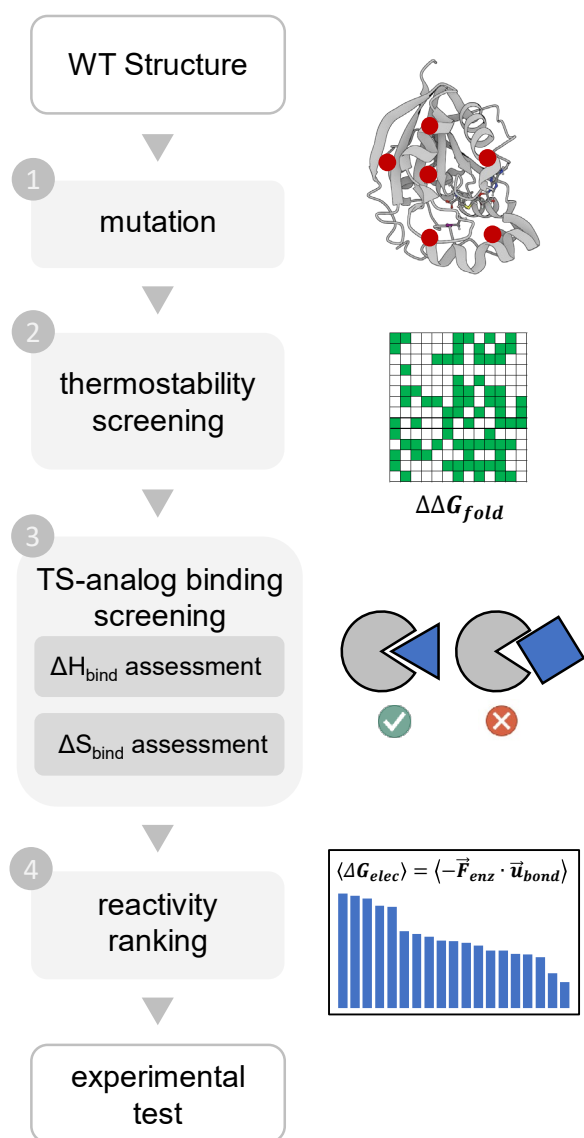 WT Structure
1
mutation
2
thermostability
screening
ΔΔG_fold
3
TS-analog binding
screening
ΔH_bind assessment
ΔS_bind assessment
4
reactivity
ranking
⟨ΔG_elec⟩ = ⟨−F⃗_enz · u⃗_bond⟩
experimental
test